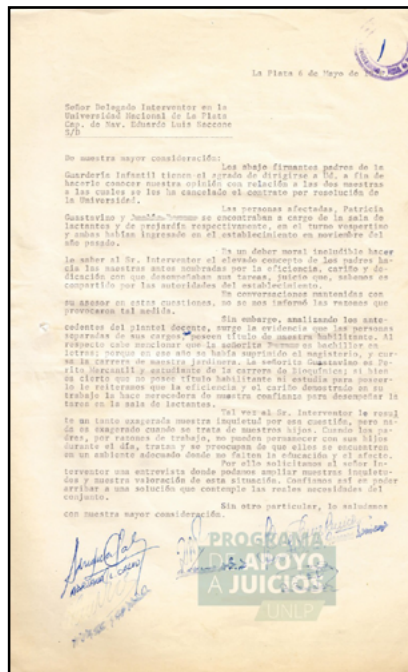 1
La Plata 6 de Mayo de
Señor Delegado Interventor en la
Universidad Nacional de La Plata
Cap. de Nav. Eduardo Luis Saccone
S/D
De nuestra mayor consideración:
Los abajo firmantes padres de la
Guardería infantil tienen el agrado de dirigirse a Ud. a fin de
hacerle conocer nuestra opinión con relación a las dos maestras
a las cuales se les ha cancelado el contrato por resolución de
la Universidad.
Las personas afectadas, Patricia
Guastavino y se encontraban a cargo de la sala de
lactantes y de prejardín respectivamente, en el turno vespertino
y ambas habían ingresado en el establecimiento en noviembre del
año pasado.
Es un deber moral ineludible hacer
le saber al Sr. Interventor el elevado concepto de los padres ha-
cia las maestras antes nombradas por la eficiencia, cariño y de-
dicación con que desempeñaban sus tareas, juicio que, sabemos es
compartido por las autoridades del establecimiento.
En conversaciones mantenidas con
su asesor en estas cuestiones, no se nos informó las razones que
provocaron tal medida.
Sin embargo, analizando los ante-
cedentes del plantel docente, surge la evidencia que las personas
separadas de sus cargos, poseen título de maestra habilitante. Al
respecto cabe mencionar que la señorita es bachiller en
letras; porque en ese año se había suprimido el magisterio, y cur-
sa la carrera de maestra jardinera. La señorita Guastavino es Pe-
rito Mercantil y estudiante de la carrera de bioquímica; si bien
es cierto que no posee título habilitante ni estudia para poseer-
lo le reiteramos que la eficiencia y el cariño demostrado en su
trabajo la hace merecedora de nuestra confianza para desempeñar la
tarea en la sala de lactantes.
Tal vez al Sr. Interventor le resul
te un tanto exagerada nuestra inquietud por esa cuestión, pero na-
da es exagerado cuando se trata de nuestros hijos. Cuando los pa-
dres, por razones de trabajo, no pueden permanecer con sus hijos
durante el día, tratan y se preocupan de que ellos se encuentren
en un ambiente adecuado donde no falten la educación y el afecto.
Por ello solicitamos al señor in-
terventor una entrevista donde podamos ampliar nuestras inquietu-
des y nuestra valoración de esta situación. Confiamos así en poder
arribar a una solución que contemple las reales necesidades del
conjunto.
Sin otro particular, lo saludamos
con nuestra mayor consideración.
PROGRAMA
DE APOYO
A JUICIOS
UNLP